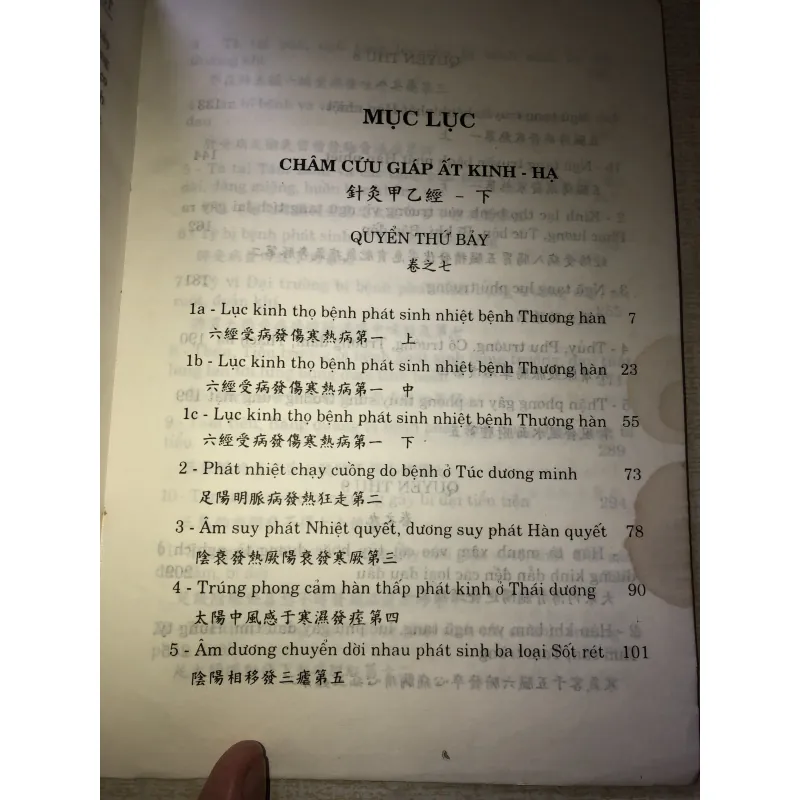 MỤC LỤC
CHÂM CỨU GIÁP ẤT KINH - HẠ
針灸甲乙經 - 下
QUYỂN THỨ BẢY
卷之七
1a - Lục kinh thọ bệnh phát sinh nhiệt bệnh Thương hàn 7
六經受病發傷寒熱病第一 上
1b - Lục kinh thọ bệnh phát sinh nhiệt bệnh Thương hàn 23
六經受病發傷寒熱病第一 中
1c - Lục kinh thọ bệnh phát sinh nhiệt bệnh Thương hàn 55
六經受病發傷寒熱病第一 下
2 - Phát nhiệt chạy cuồng do bệnh ở Túc dương minh 73
足陽明脈病發熱狂走第二
3 - Âm suy phát Nhiệt quyết, dương suy phát Hàn quyết 78
陰衰發熱厥陽衰發寒厥第三
4 - Trúng phong cảm hàn thấp phát kinh ở Thái dương 90
太陽中風感于寒濕發痓第四
5 - Âm dương chuyển dời nhau phát sinh ba loại Sốt rét 101
陰陽相移發三瘧第五